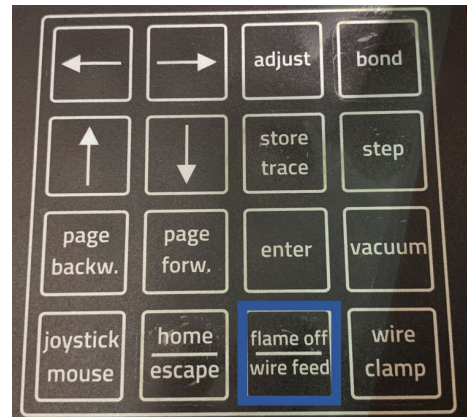 adjust
bond
store
trace
step
page
backw.
page
forw.
enter
vacuum
joystick
mouse
home
escape
flame off
wire feed
wire
clamp